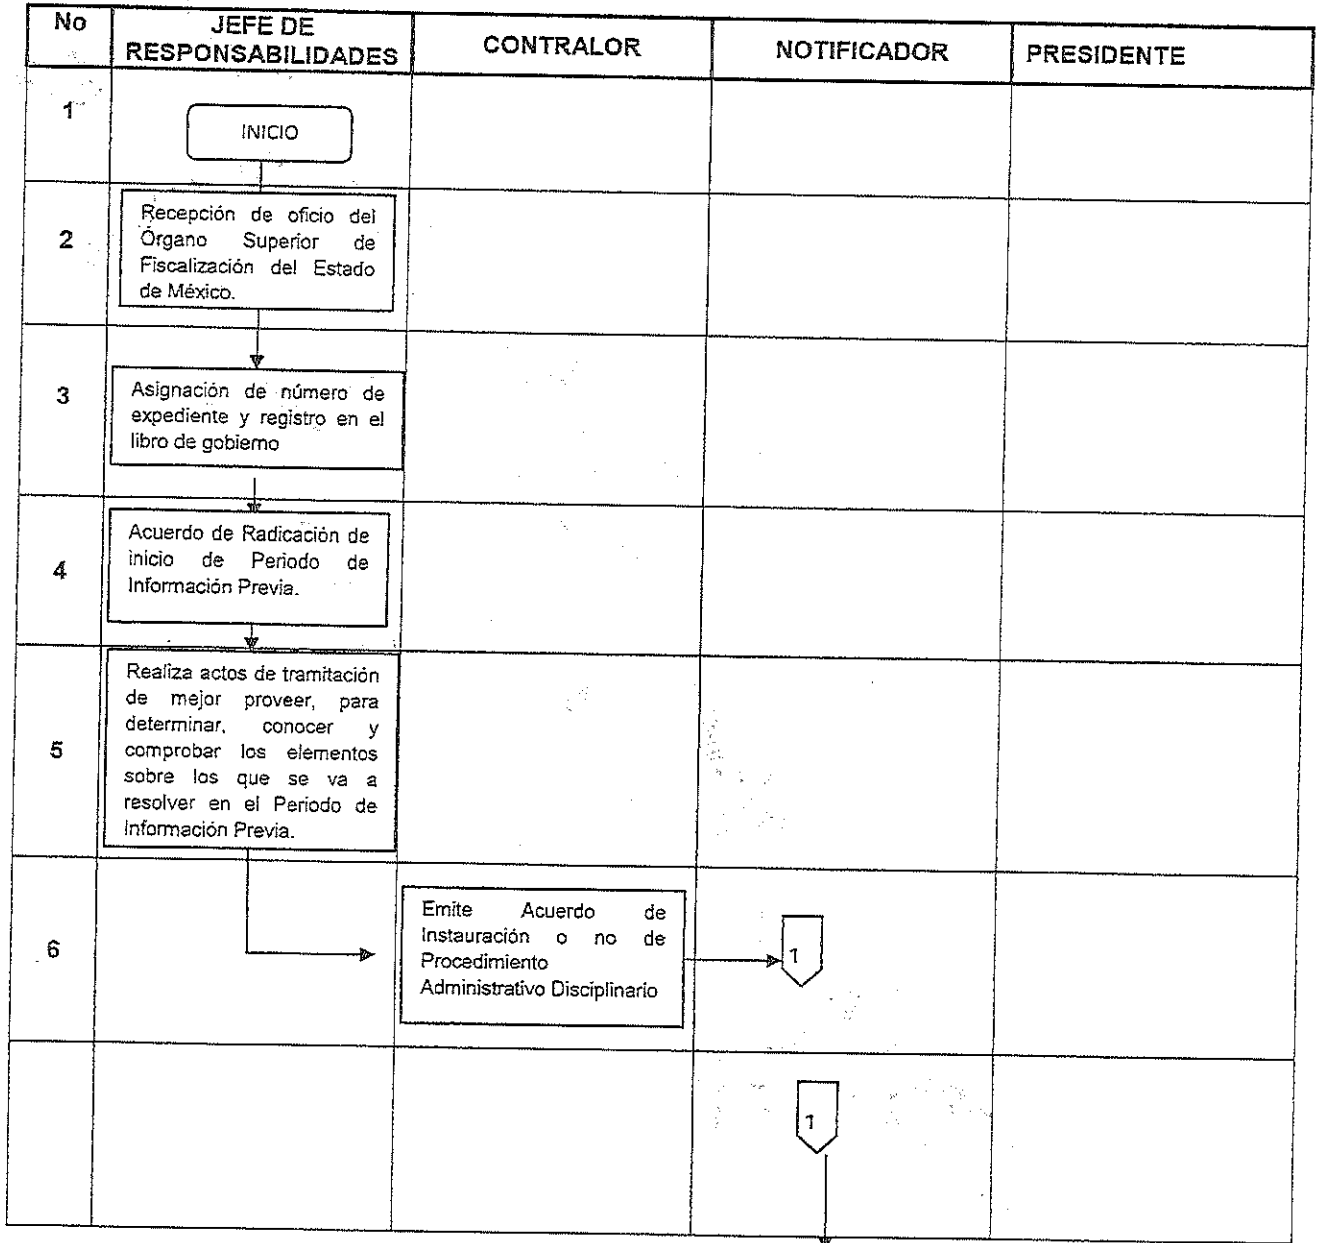 No
JEFE DE
RESPONSABILIDADES
CONTRALOR
NOTIFICADOR
PRESIDENTE
1
INICIO
2
Recepción de oficio del
Órgano Superior de
Fiscalización del Estado
de México.
3
Asignación de número de
expediente y registro en el
libro de gobierno
4
Acuerdo de Radicación de
inicio de Periodo de
Información Previa.
5
Realiza actos de tramitación
de mejor proveer, para
determinar, conocer y
comprobar los elementos
sobre los que se va a
resolver en el Periodo de
Información Previa.
6
Emite Acuerdo de
Instauración o no de
Procedimiento
Administrativo Disciplinario
1
1